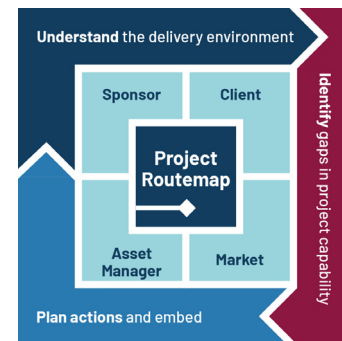 Understand the delivery environment
Identify gaps in project capability
Sponsor
Client
Project
Routemap
Asset
Manager
Market
Plan actions and embed